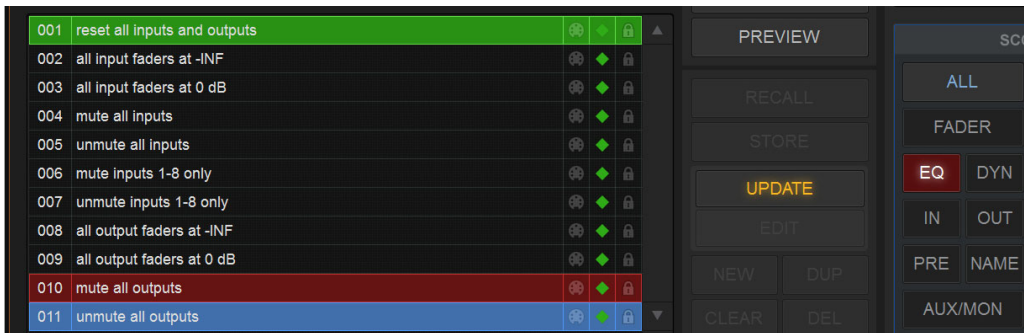 001 reset all inputs and outputs
002 all input faders at -INF
003 all input faders at 0 dB
004 mute all inputs
005 unmute all inputs
006 mute inputs 1-8 only
007 unmute inputs 1-8 only
008 all output faders at -INF
009 all output faders at 0 dB
010 mute all outputs
011 unmute all outputs
PREVIEW
RECALL
STORE
UPDATE
EDIT
NEW DUP
CLEAR DEL
ALL
FADER
EQ DYN
IN OUT
PRE NAME
AUX/MON